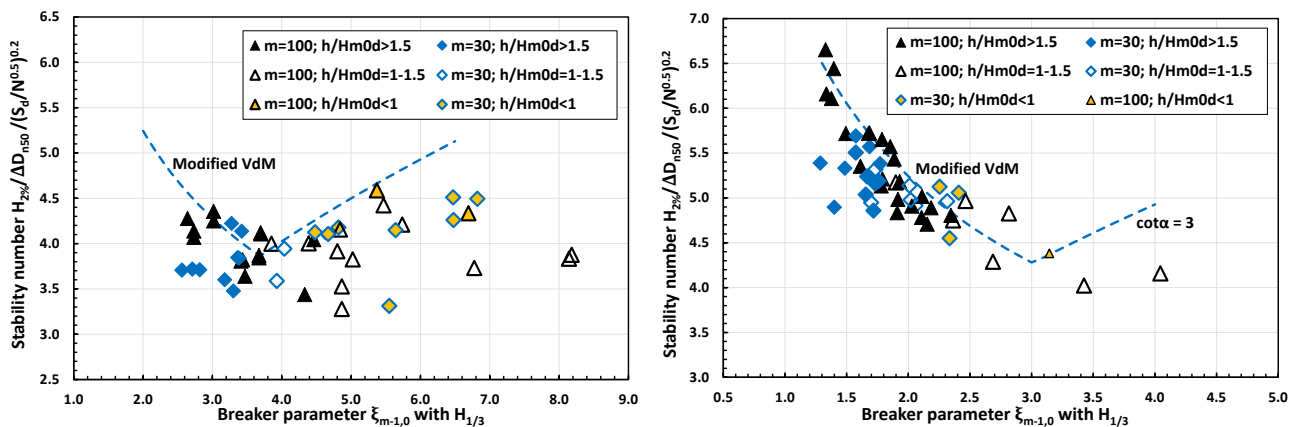 6.5
6.0
5.5
5.0
4.5
4.0
3.5
3.0
2.5
Stability number H2%/ΔDn50/(Sd/N^0.5)^0.2
m=100; h/Hm0d>1.5
m=30; h/Hm0d>1.5
m=100; h/Hm0d=1-1.5
m=30; h/Hm0d=1-1.5
m=100; h/Hm0d<1
m=30; h/Hm0d<1
Modified VdM
1.0 2.0 3.0 4.0 5.0 6.0 7.0 8.0 9.0
Breaker parameter ξm-1,0 with H1/3
7.0
6.5
6.0
5.5
5.0
4.5
4.0
3.5
3.0
Stability number H2%/ΔDn50/(Sd/N^0.5)^0.2
m=100; h/Hm0d>1.5
m=30; h/Hm0d>1.5
m=100; h/Hm0d=1-1.5
m=30; h/Hm0d=1-1.5
m=30; h/Hm0d<1
m=100; h/Hm0d<1
Modified VdM
cotα = 3
0.5 1.0 1.5 2.0 2.5 3.0 3.5 4.0 4.5 5.0
Breaker parameter ξm-1,0 with H1/3